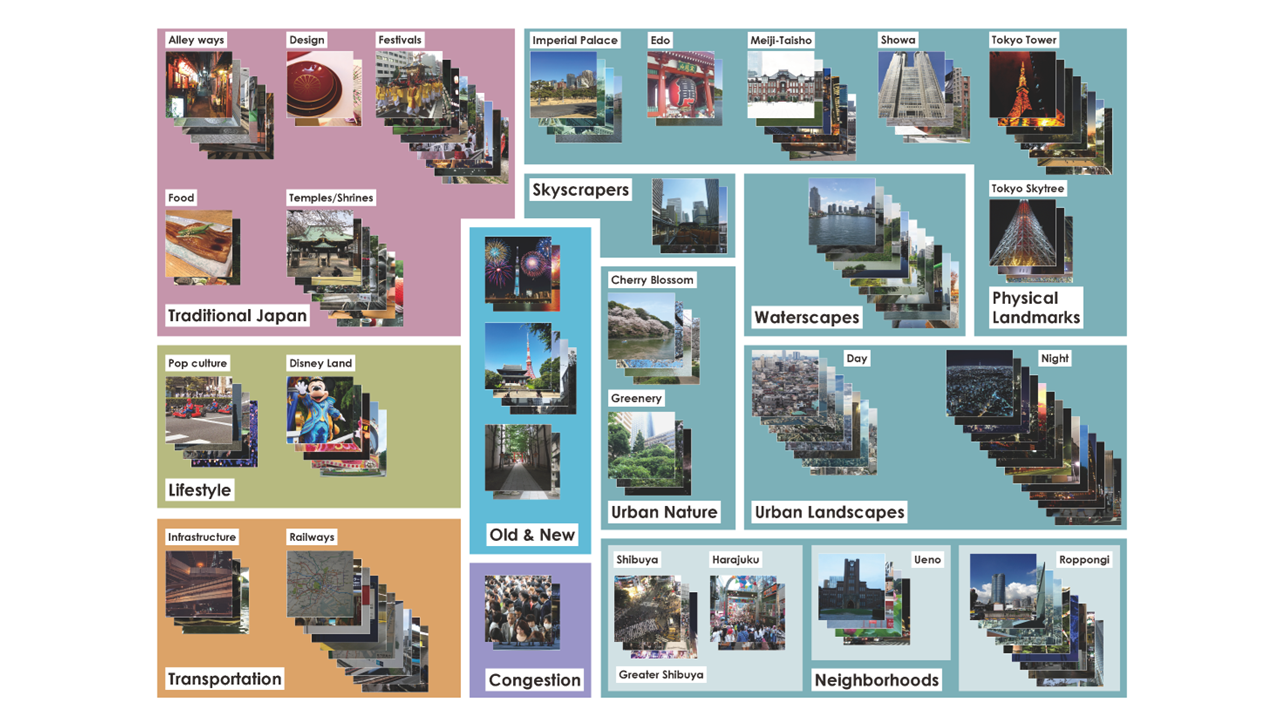 Alley ways
Design
Festivals
Food
Temples/Shrines
Traditional Japan
Imperial Palace
Edo
Meiji-Taisho
Showa
Tokyo Tower
Tokyo Skytree
Physical
Landmarks
Skyscrapers
Waterscapes
Old & New
Cherry Blossom
Greenery
Urban Nature
Day
Night
Urban Landscapes
Pop culture
Disney Land
Lifestyle
Infrastructure
Railways
Transportation
Congestion
Shibuya
Harajuku
Greater Shibuya
Ueno
Roppongi
Neighborhoods